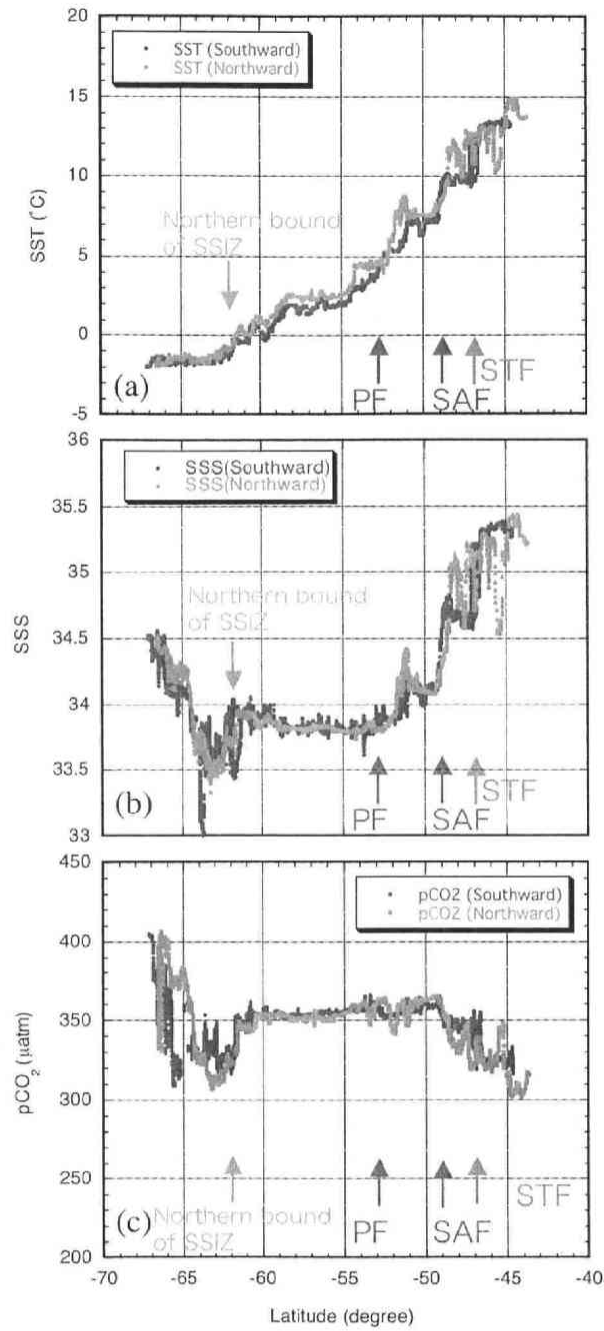 20
15
10
5
0
-5
SST (°C)
SST (Southward)
SST (Northward)
Northern bound
of SSIZ
(a)
PF
SAF
STF
36
35.5
35
34.5
34
33.5
33
SSS
SSS(Southward)
SSS(Northward)
Northern bound
of SSIZ
(b)
PF
SAF
STF
450
400
350
300
250
200
pCO2 (µatm)
pCO2 (Southward)
pCO2 (Northward)
(c)
Northern bound
of SSIZ
PF
SAF
STF
-70 -65 -60 -55 -50 -45 -40
Latitude (degree)